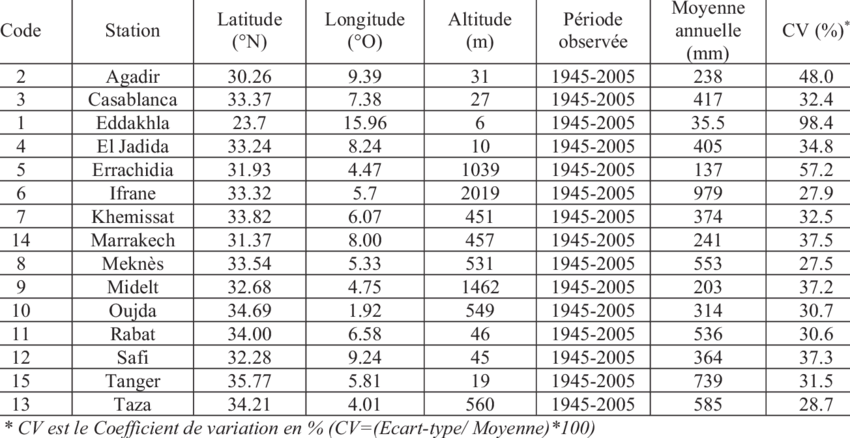 Code Station Latitude (°N) Longitude (°O) Altitude (m) Période observée Moyenne annuelle (mm) CV (%)*
2 Agadir 30.26 9.39 31 1945-2005 238 48.0
3 Casablanca 33.37 7.38 27 1945-2005 417 32.4
1 Eddakhla 23.7 15.96 6 1945-2005 35.5 98.4
4 El Jadida 33.24 8.24 10 1945-2005 405 34.8
5 Errachidia 31.93 4.47 1039 1945-2005 137 57.2
6 Ifrane 33.32 5.7 2019 1945-2005 979 27.9
7 Khemissat 33.82 6.07 451 1945-2005 374 32.5
14 Marrakech 31.37 8.00 457 1945-2005 241 37.5
8 Meknès 33.54 5.33 531 1945-2005 553 27.5
9 Midelt 32.68 4.75 1462 1945-2005 203 37.2
10 Oujda 34.69 1.92 549 1945-2005 314 30.7
11 Rabat 34.00 6.58 46 1945-2005 536 30.6
12 Safi 32.28 9.24 45 1945-2005 364 37.3
15 Tanger 35.77 5.81 19 1945-2005 739 31.5
13 Taza 34.21 4.01 560 1945-2005 585 28.7
* CV est le Coefficient de variation en % (CV=(Ecart-type/ Moyenne)*100)